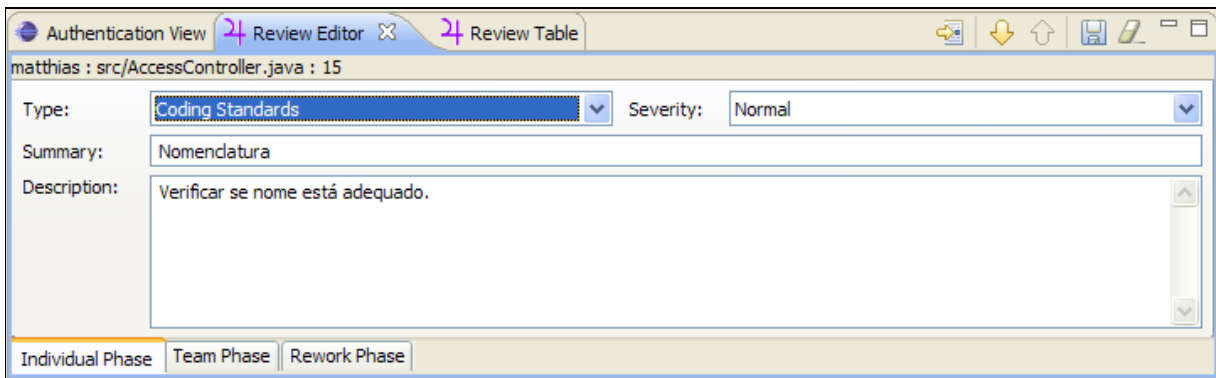 Authentication View Review Editor Review Table
matthias : src/AccessController.java : 15
Type: Coding Standards Severity: Normal
Summary: Nomenclatura
Description: Verificar se nome está adequado.
Individual Phase Team Phase Rework Phase